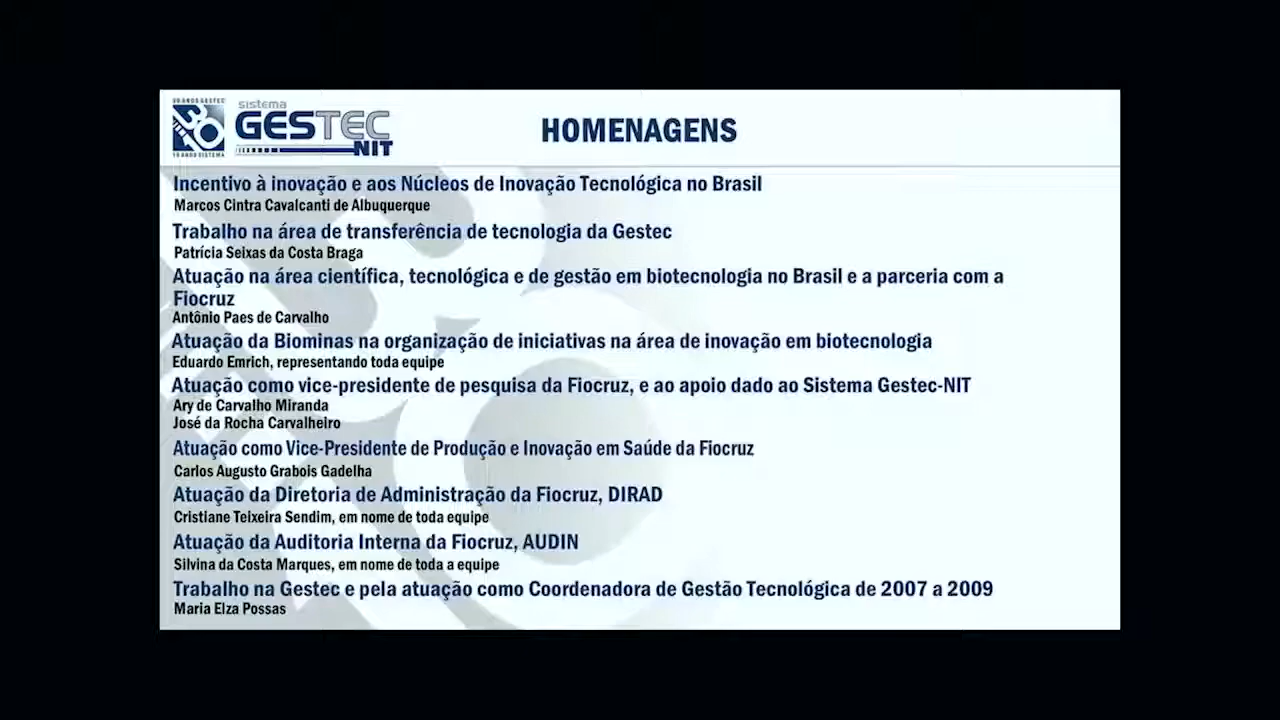 30 ANOS GESTEC
sistema
GESTEC
NIT
10 ANOS SISTEMA
HOMENAGENS
Incentivo à inovação e aos Núcleos de Inovação Tecnológica no Brasil
Marcos Cintra Cavalcanti de Albuquerque
Trabalho na área de transferência de tecnologia da Gestec
Patrícia Seixas da Costa Braga
Atuação na área científica, tecnológica e de gestão em biotecnologia no Brasil e a parceria com a
Fiocruz
Antônio Paes de Carvalho
Atuação da Biominas na organização de iniciativas na área de inovação em biotecnologia
Eduardo Emrich, representando toda equipe
Atuação como vice-presidente de pesquisa da Fiocruz, e ao apoio dado ao Sistema Gestec-NIT
Ary de Carvalho Miranda
José da Rocha Carvalheiro
Atuação como Vice-Presidente de Produção e Inovação em Saúde da Fiocruz
Carlos Augusto Grabois Gadelha
Atuação da Diretoria de Administração da Fiocruz, DIRAD
Cristiane Teixeira Sendim, em nome de toda equipe
Atuação da Auditoria Interna da Fiocruz, AUDIN
Silvina da Costa Marques, em nome de toda a equipe
Trabalho na Gestec e pela atuação como Coordenadora de Gestão Tecnológica de 2007 a 2009
Maria Elza Possas